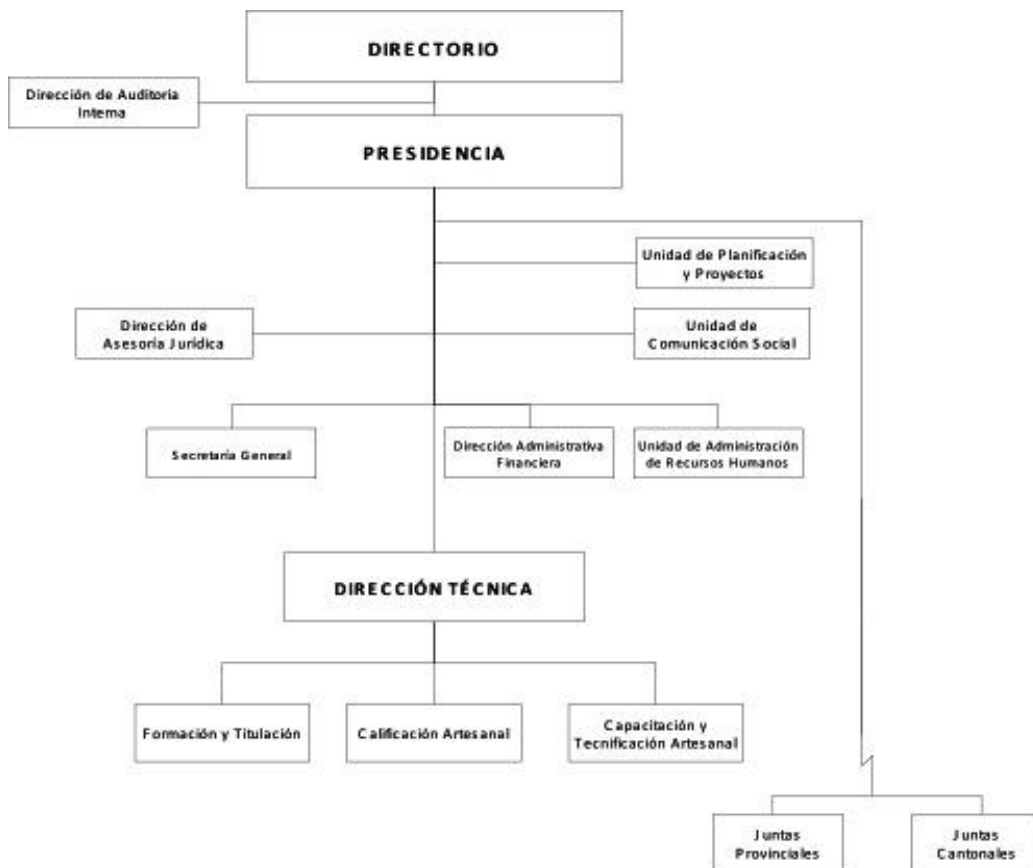 DIRECTORIO
Dirección de Auditoria
Interna
PRESIDENCIA
Unidad de Planificación
y Proyectos
Dirección de
Asesoría Jurídica
Unidad de
Comunicación Social
Secretaría General
Dirección Administrativa
Financiera
Unidad de Administración
de Recursos Humanos
DIRECCIÓN TÉCNICA
Formación y Titulación
Calificación Artesanal
Capacitación y
Tecnificación Artesanal
Juntas
Provinciales
Juntas
Cantonales